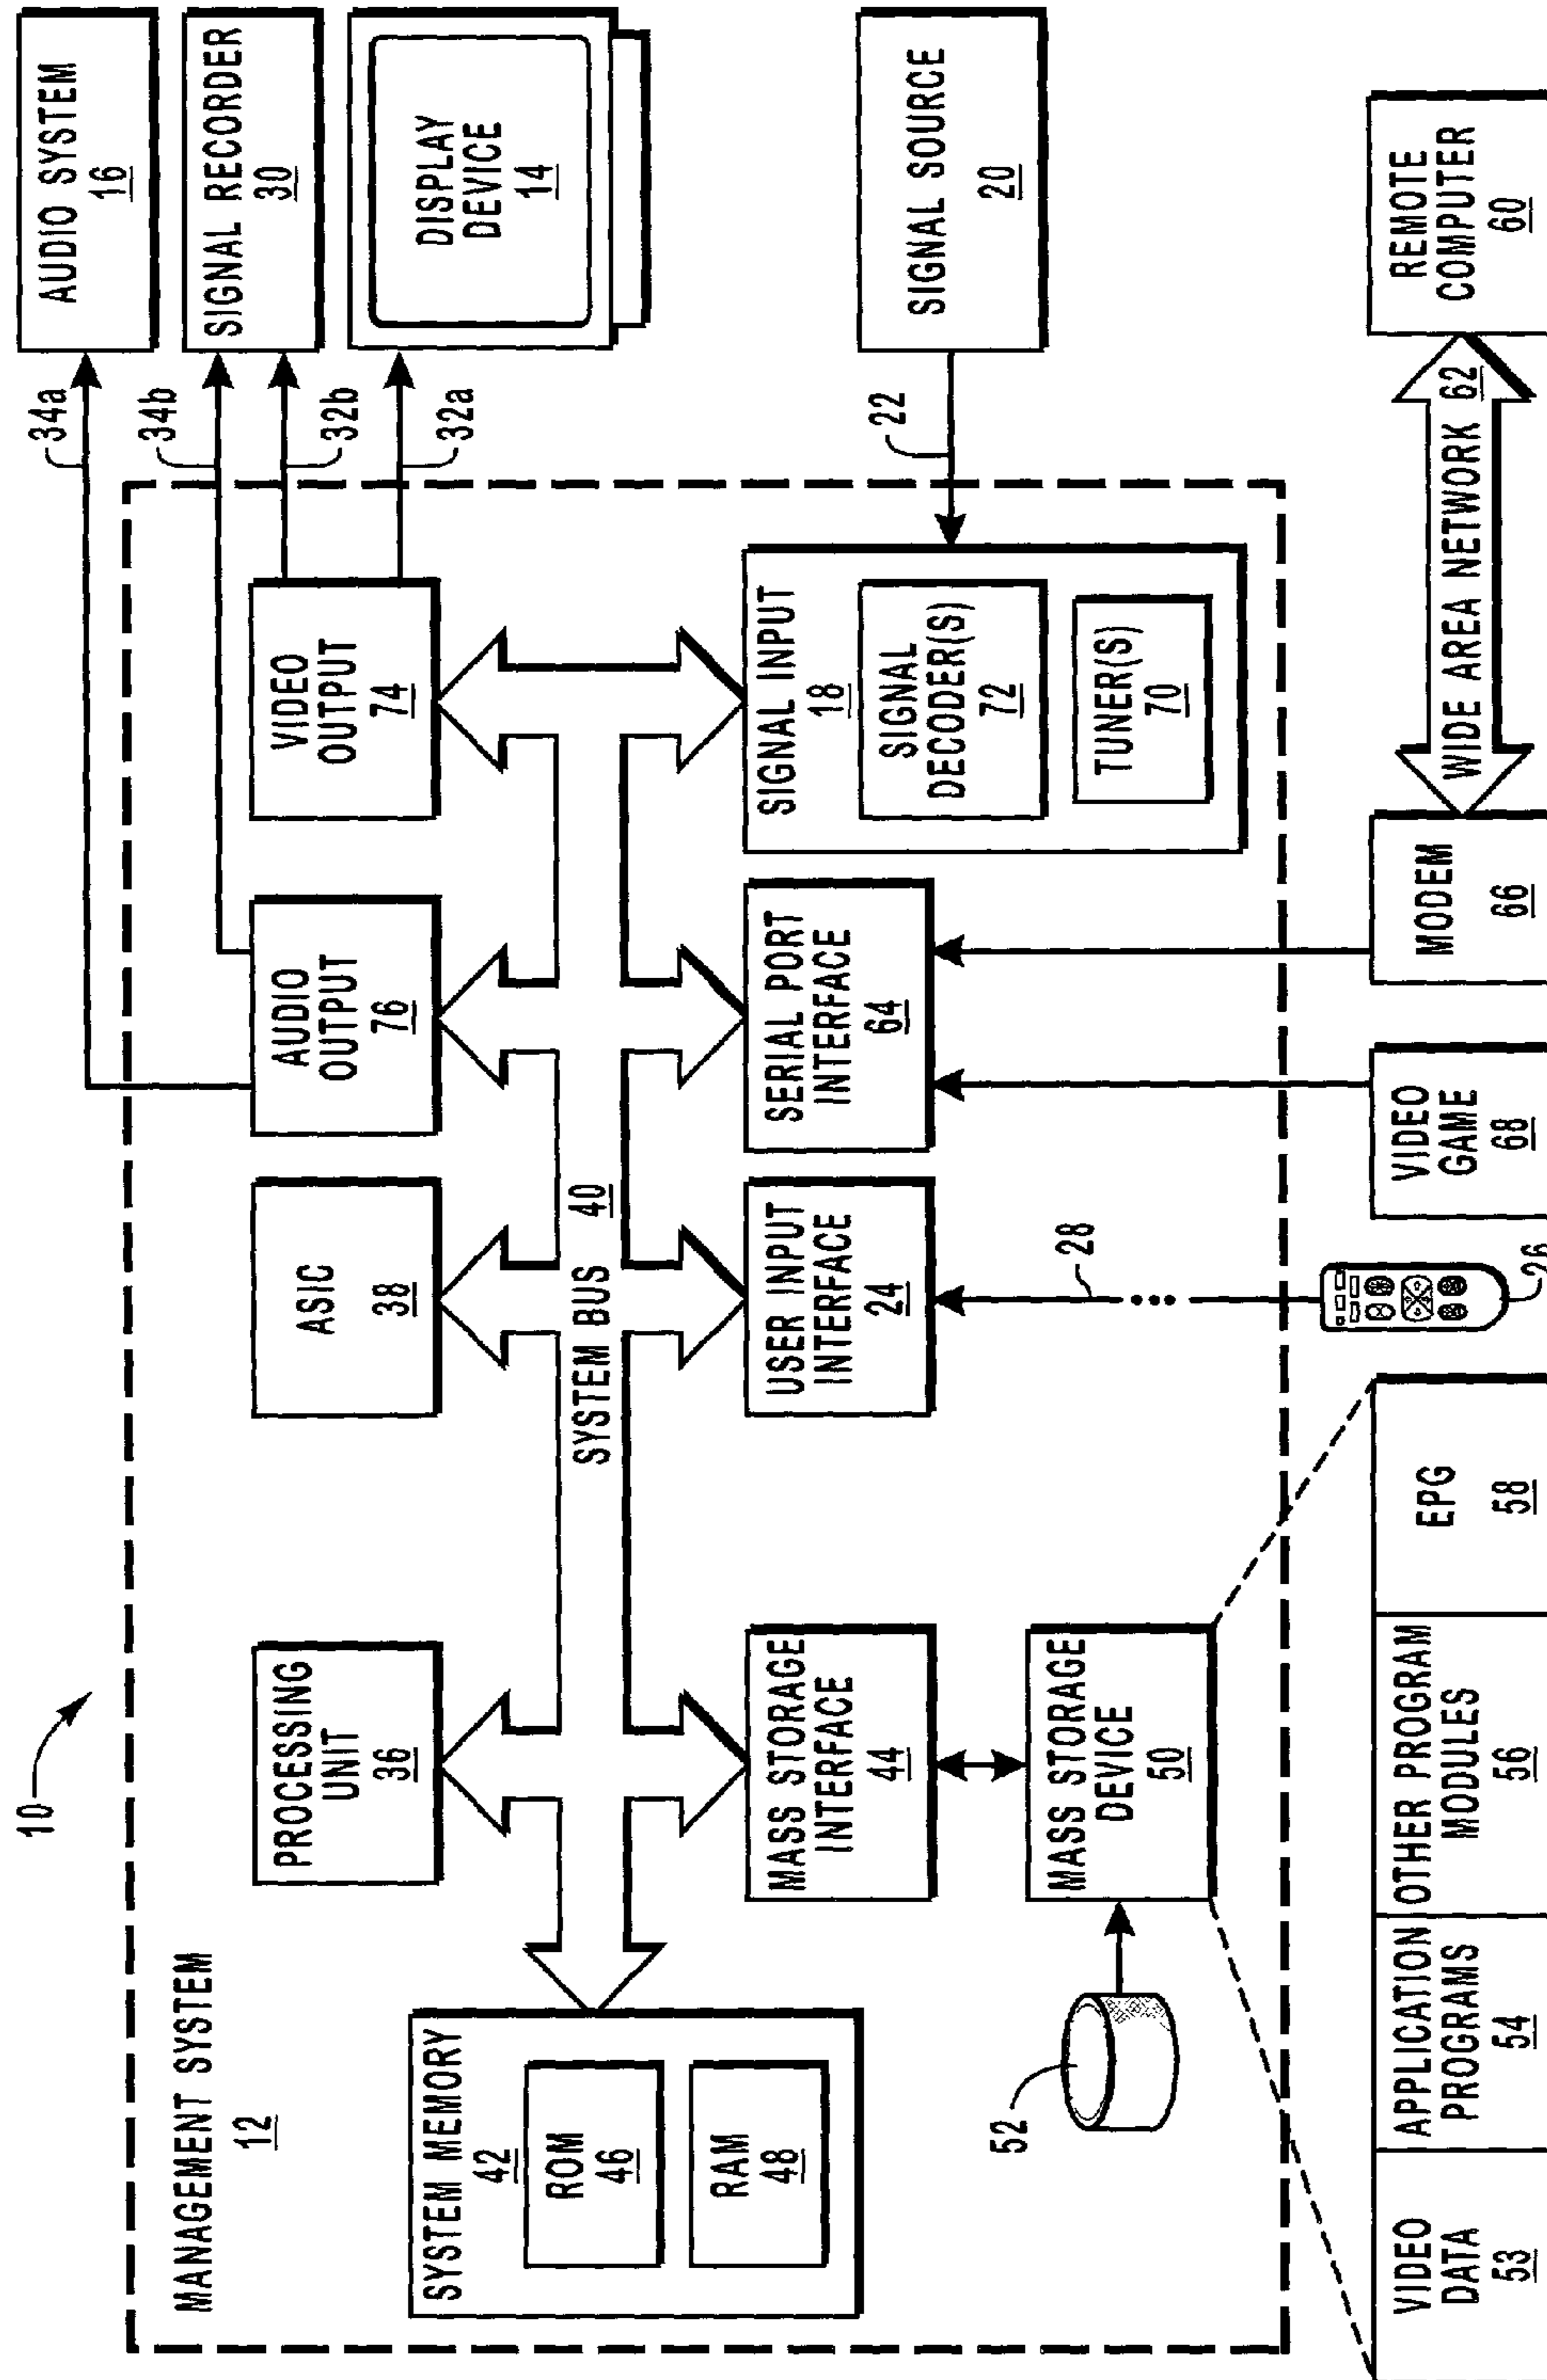 10
MANAGEMENT SYSTEM
12
AUDIO SYSTEM
16
SIGNAL RECORDER
30
DISPLAY
DEVICE
14
34a
34b
32b
32a
PROCESSING
UNIT
36
ASIC
38
AUDIO
OUTPUT
76
VIDEO
OUTPUT
74
SYSTEM MEMORY
42
ROM
46
RAM
48
SYSTEM BUS
40
MASS STORAGE
INTERFACE
44
USER INPUT
INTERFACE
24
SERIAL PORT
INTERFACE
64
SIGNAL INPUT
18
SIGNAL
DECODER(S)
72
TUNER(S)
70
22
SIGNAL SOURCE
20
52
MASS STORAGE
DEVICE
50
28
26
VIDEO
DATA
53
APPLICATION
PROGRAMS
54
OTHER PROGRAM
MODULES
56
EPG
58
VIDEO
GAME
68
MODEM
66
WIDE AREA NETWORK 62
REMOTE
COMPUTER
60